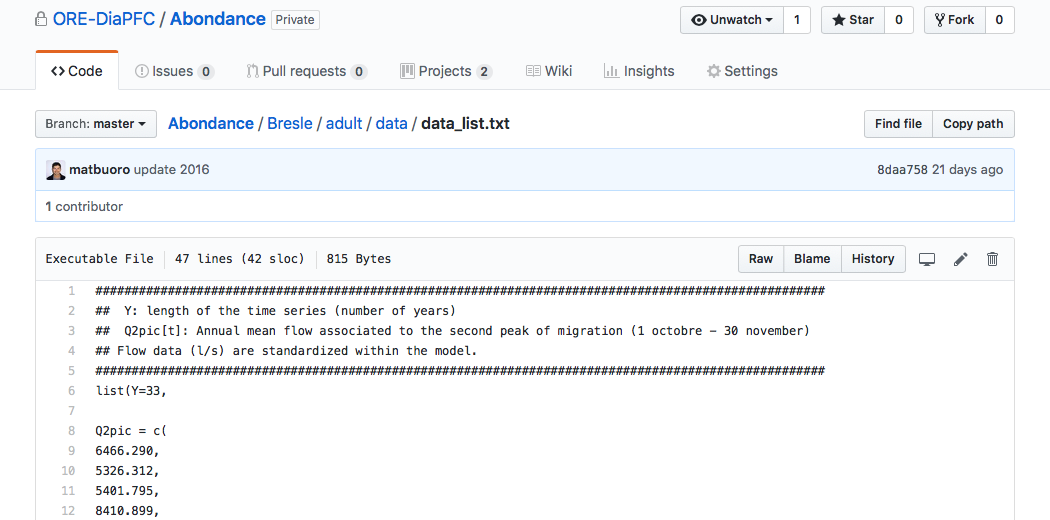 ORE-DiaPFC / Abondance Private Unwatch 1 Star 0 Fork 0
Code Issues 0 Pull requests 0 Projects 2 Wiki Insights Settings
Branch: master Abondance / Bresle / adult / data / data_list.txt Find file Copy path
matbuoro update 2016 8daa758 21 days ago
1 contributor
Executable File 47 lines (42 sloc) 815 Bytes Raw Blame History
1 #####################################################################################################
2 ##  Y: length of the time series (number of years)
3 ##  Q2pic[t]: Annual mean flow associated to the second peak of migration (1 octobre – 30 november)
4 ## Flow data (l/s) are standardized within the model.
5 #####################################################################################################
6 list(Y=33,
7
8 Q2pic = c(
9 6466.290,
10 5326.312,
11 5401.795,
12 8410.899,